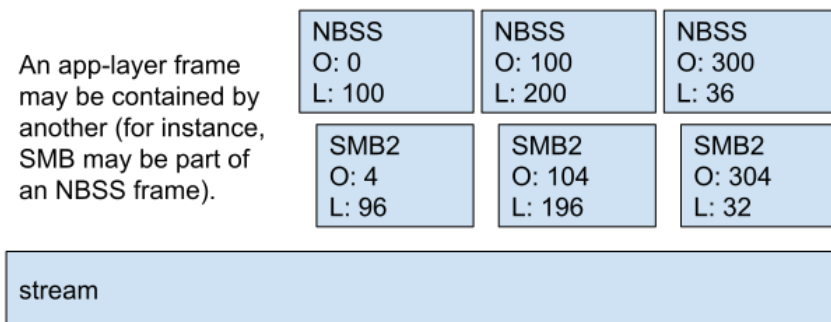 An app-layer frame
may be contained by
another (for instance,
SMB may be part of
an NBSS frame).
NBSS
O: 0
L: 100
NBSS
O: 100
L: 200
NBSS
O: 300
L: 36
SMB2
O: 4
L: 96
SMB2
O: 104
L: 196
SMB2
O: 304
L: 32
stream